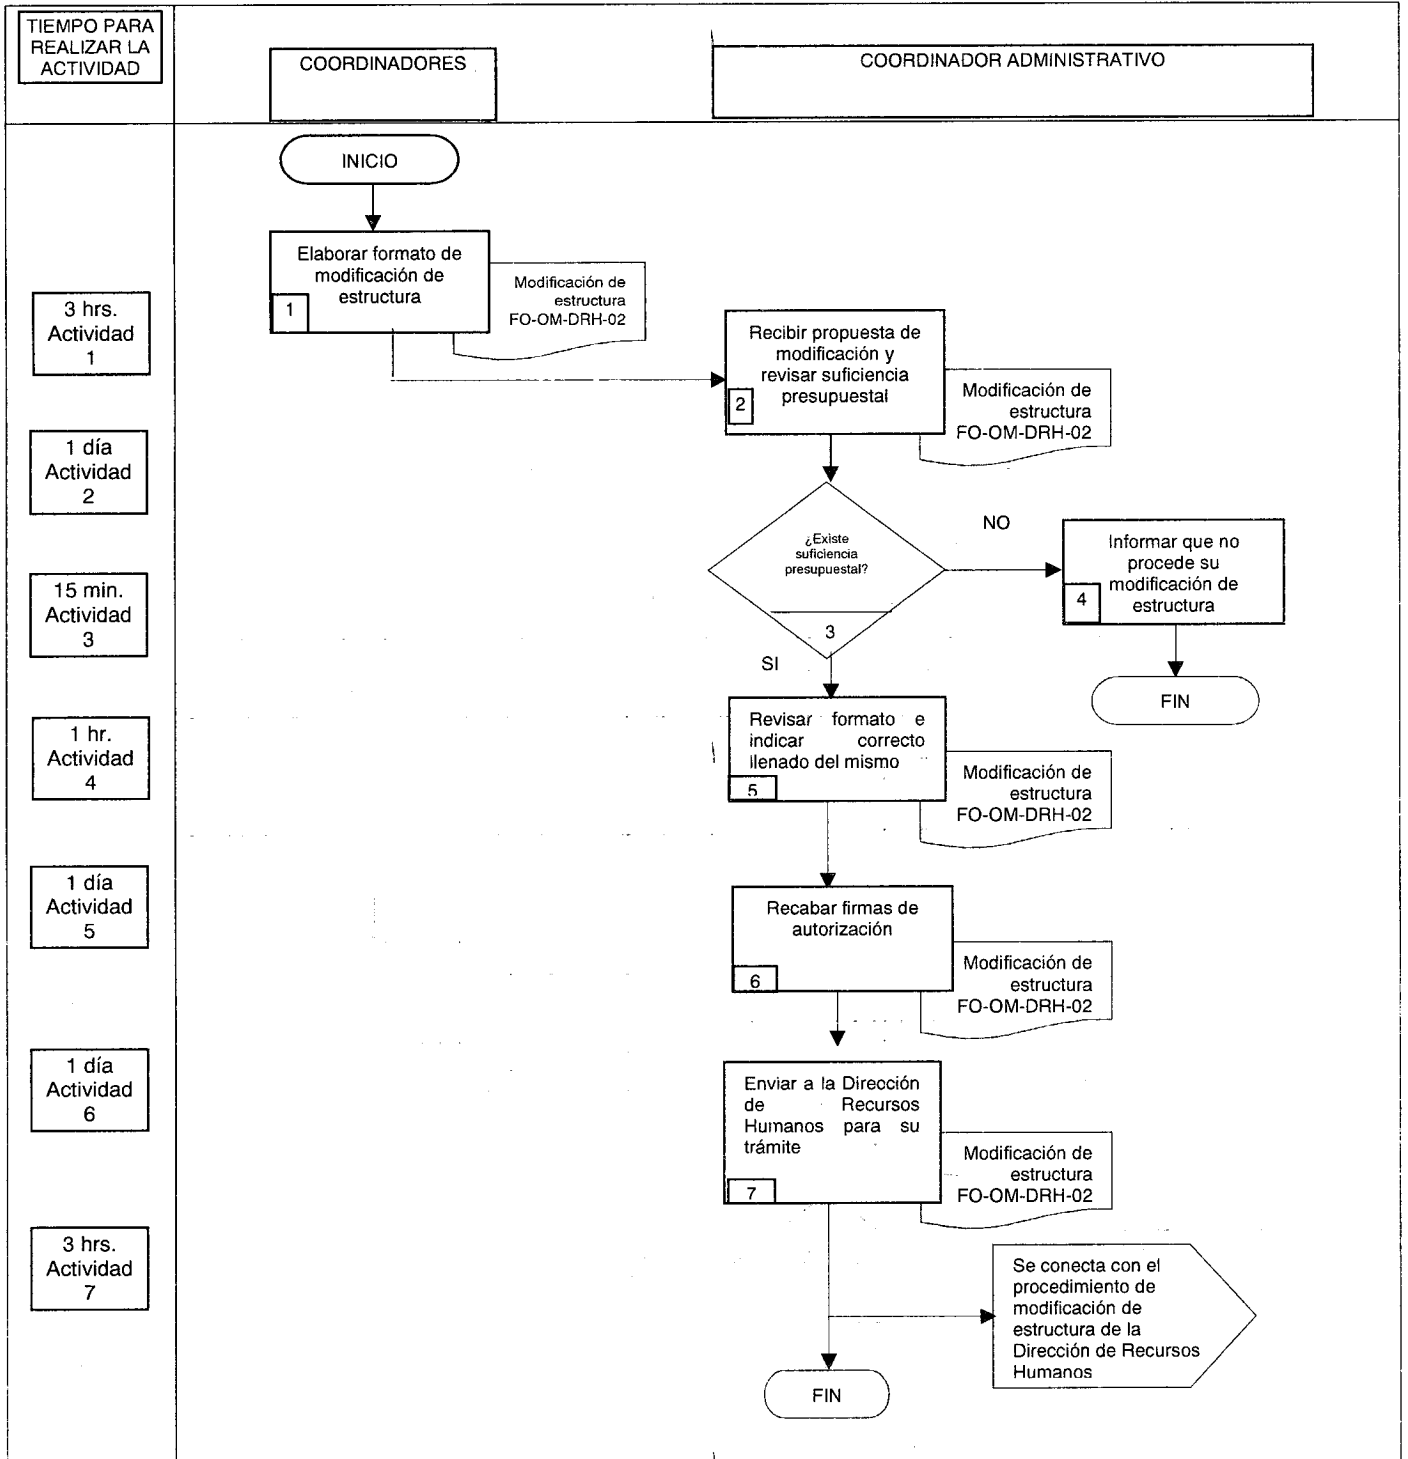 TIEMPO PARA
REALIZAR LA
ACTIVIDAD
COORDINADORES
COORDINADOR ADMINISTRATIVO
INICIO
Elaborar formato de
modificación de
estructura
1
Modificación de
estructura
FO-OM-DRH-02
3 hrs.
Actividad
1
Recibir propuesta de
modificación y
revisar suficiencia
presupuestal
2
Modificación de
estructura
FO-OM-DRH-02
1 día
Actividad
2
¿Existe
suficiencia
presupuestal?
3
NO
Informar que no
procede su
modificación de
estructura
4
FIN
15 min.
Actividad
3
SI
Revisar formato e
indicar correcto
llenado del mismo
5
Modificación de
estructura
FO-OM-DRH-02
1 hr.
Actividad
4
Recabar firmas de
autorización
6
Modificación de
estructura
FO-OM-DRH-02
1 día
Actividad
5
Enviar a la Dirección
de Recursos
Humanos para su
trámite
7
Modificación de
estructura
FO-OM-DRH-02
1 día
Actividad
6
3 hrs.
Actividad
7
Se conecta con el
procedimiento de
modificación de
estructura de la
Dirección de Recursos
Humanos
FIN